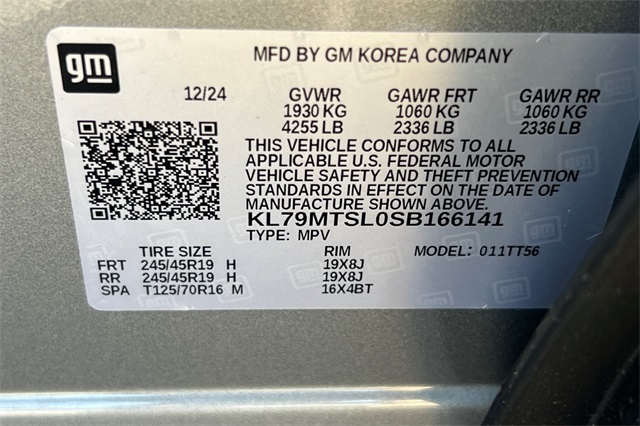 gm
MFD BY GM KOREA COMPANY
12/24 GVWR GAWR FRT GAWR RR
1930 KG 1060 KG 1060 KG
4255 LB 2336 LB 2336 LB
THIS VEHICLE CONFORMS TO ALL
APPLICABLE U.S. FEDERAL MOTOR
VEHICLE SAFETY AND THEFT PREVENTION
STANDARDS IN EFFECT ON THE DATE OF
MANUFACTURE SHOWN ABOVE.
KL79MTSL0SB166141
TYPE: MPV
TIRE SIZE RIM MODEL: 011TT56
FRT 245/45R19 H 19X8J
RR 245/45R19 H 19X8J
SPA T125/70R16 M 16X4BT